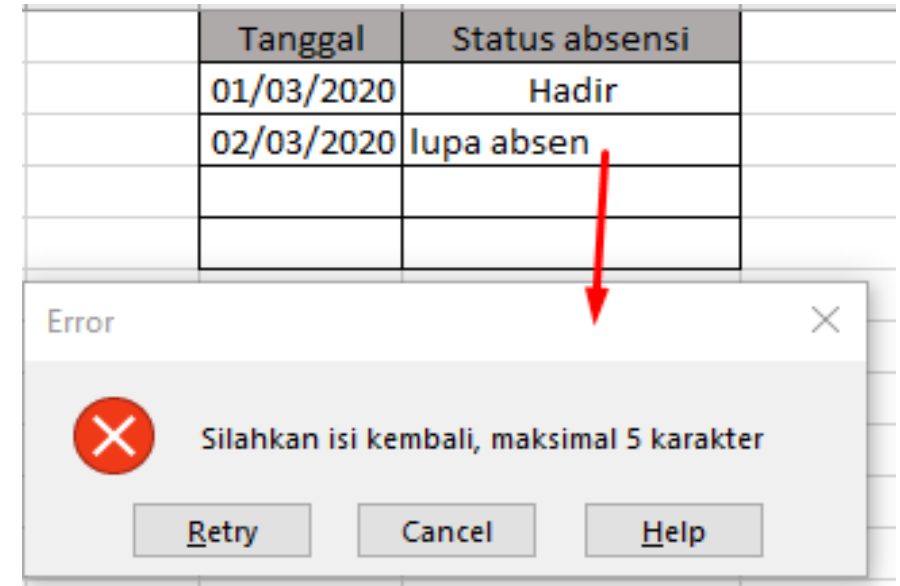 Tanggal Status absensi
01/03/2020 Hadir
02/03/2020 lupa absen
Error
Silahkan isi kembali, maksimal 5 karakter
Retry Cancel Help